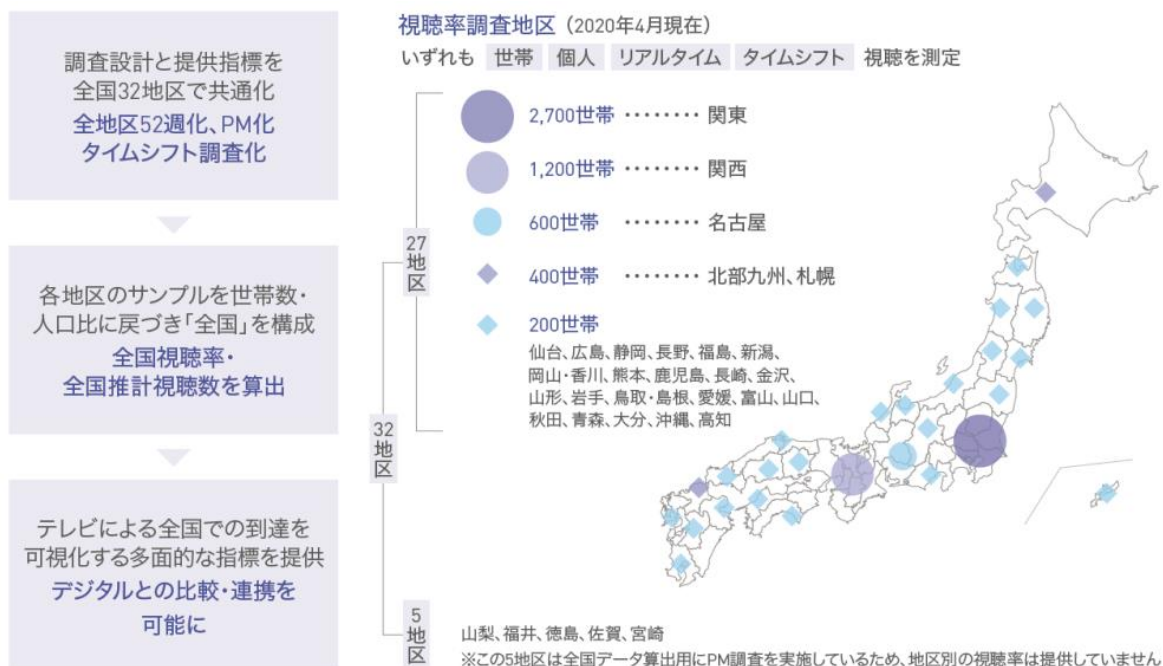 調査設計と提供指標を
全国32地区で共通化
全地区52週化、PM化
タイムシフト調査化
各地区のサンプルを世帯数・
人口比に戻づき「全国」を構成
全国視聴率・
全国推計視聴数を算出
テレビによる全国での到達を
可視化する多面的な指標を提供
デジタルとの比較・連携を
可能に
視聴率調査地区（2020年4月現在）
いずれも 世帯 個人 リアルタイム タイムシフト 視聴を測定
32地区
27地区
2,700世帯 ‥‥‥‥ 関東
1,200世帯 ‥‥‥‥ 関西
600世帯 ‥‥‥‥ 名古屋
400世帯 ‥‥‥‥ 北部九州、札幌
200世帯
仙台、広島、静岡、長野、福島、新潟、
岡山・香川、熊本、鹿児島、長崎、金沢、
山形、岩手、鳥取・島根、愛媛、富山、山口、
秋田、青森、大分、沖縄、高知
5地区
山梨、福井、徳島、佐賀、宮崎
※この5地区は全国データ算出用にPM調査を実施しているため、地区別の視聴率は提供していません